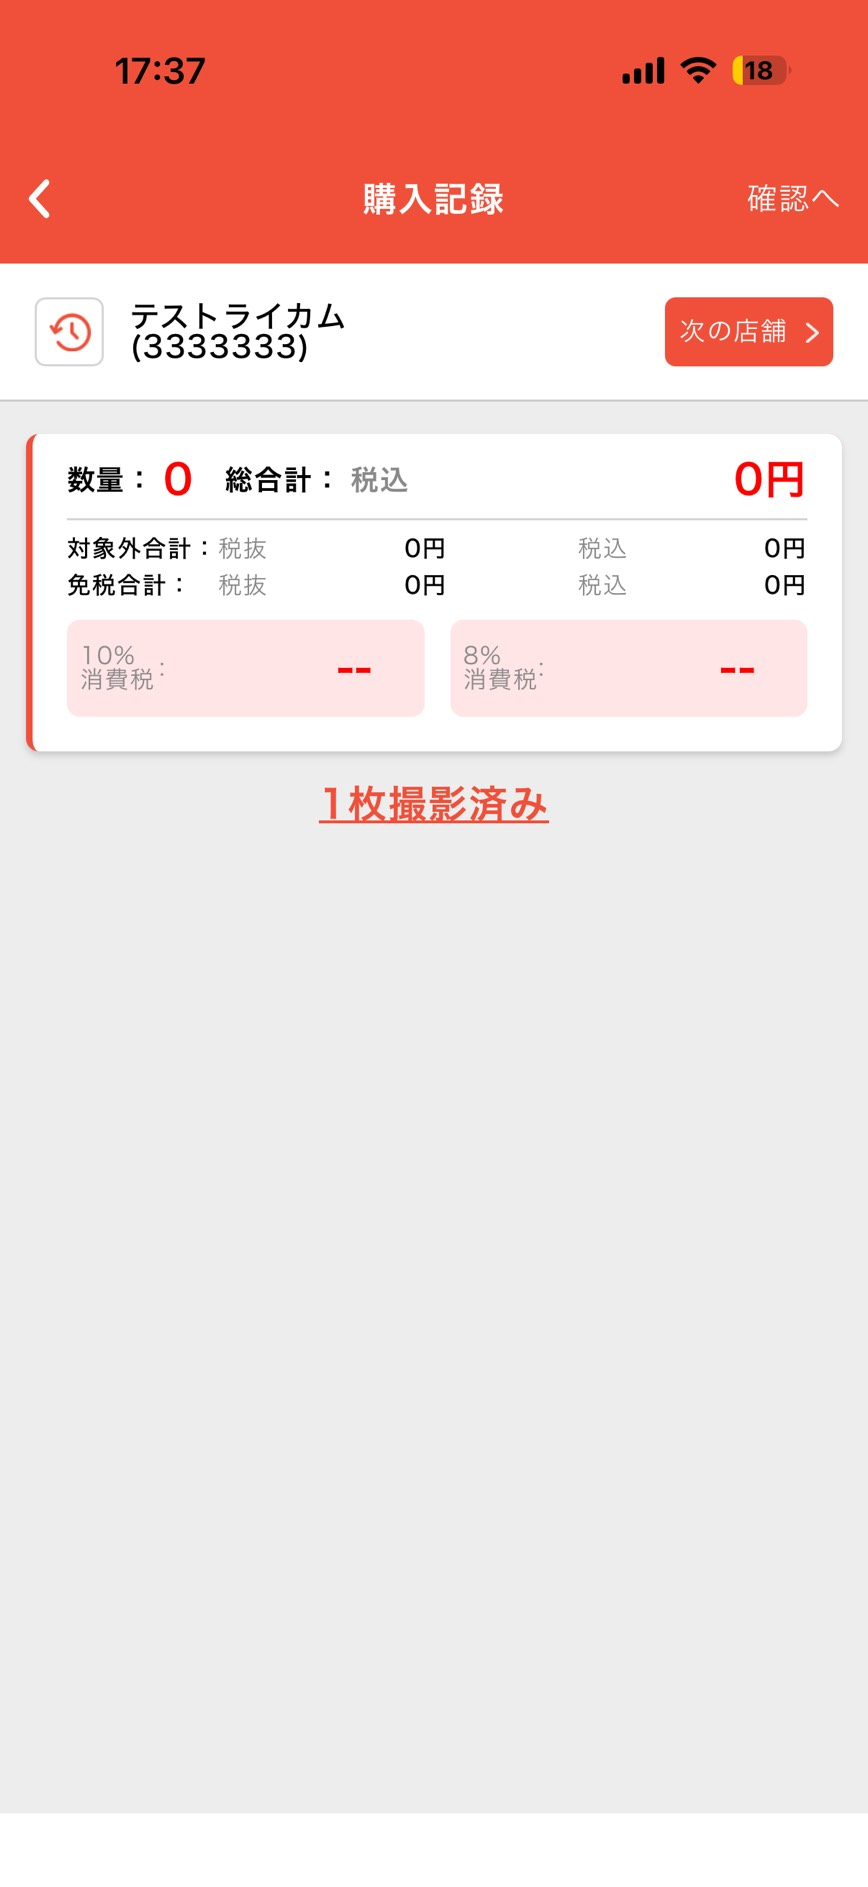 17:37
18
購入記録
確認へ
テストライカム
(3333333)
次の店舗
数量： 0 総合計： 税込 0円
対象外合計：税抜 0円 税込 0円
免税合計： 税抜 0円 税込 0円
10%
消費税： --
8%
消費税： --
1枚撮影済み